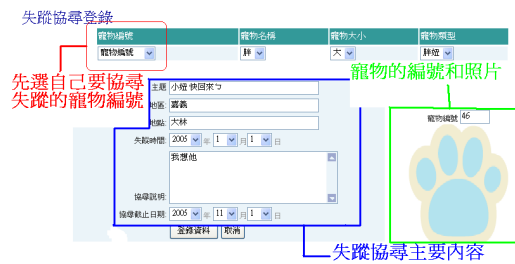 失蹤協尋登錄
寵物編號 寵物名稱 寵物大小 寵物類型
寵物編號 胖 大 胖妞
先選自己要協尋
失蹤的寵物編號
寵物的編號和照片
主題 小妞 快回來ㄅ
地區: 嘉義
地點: 大林
失蹤時間: 2005 年 1 月 1 日
我想他
協尋說明:
協尋截止日期: 2005 年 11 月 1 日
登錄資料 取消
寵物編號 46
失蹤協尋主要內容